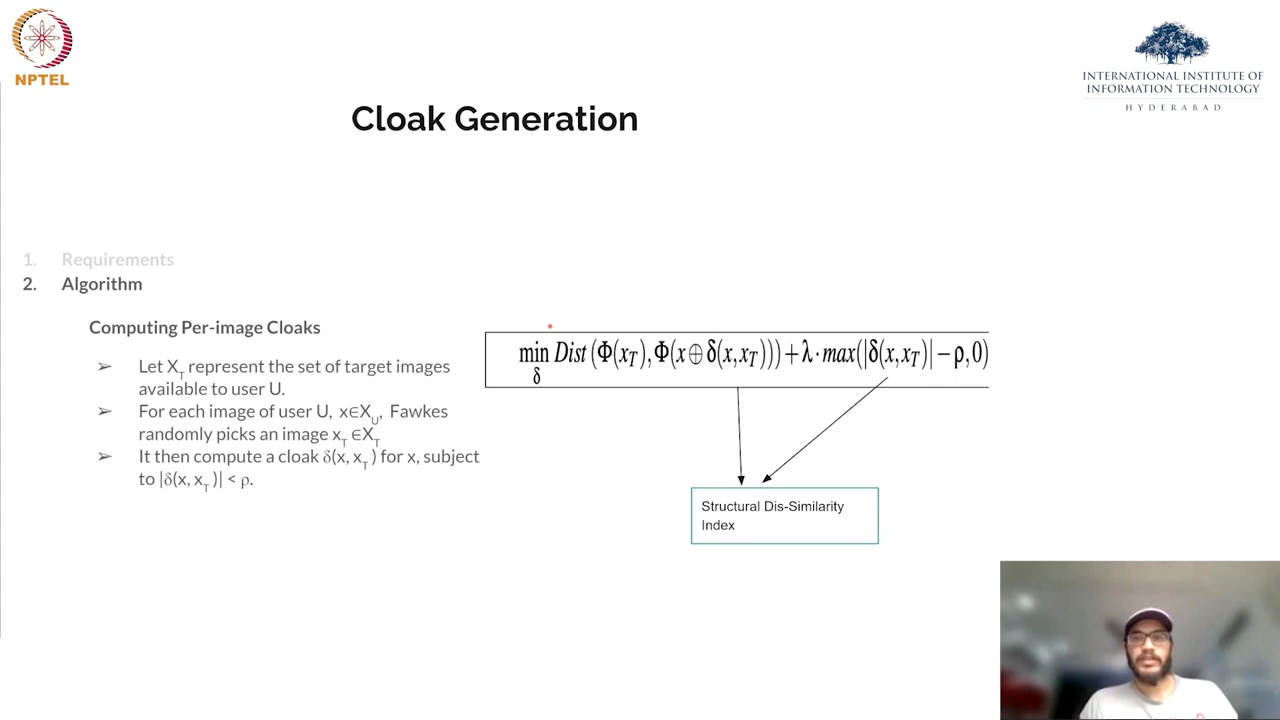 NPTEL
INTERNATIONAL INSTITUTE OF
INFORMATION TECHNOLOGY
HYDERABAD
Cloak Generation
1. Requirements
2. Algorithm
Computing Per-image Cloaks
➢ Let X_T represent the set of target images
available to user U.
➢ For each image of user U, x∈X_U, Fawkes
randomly picks an image x_T ∈X_T
➢ It then compute a cloak δ(x, x_T) for x, subject
to |δ(x, x_T)| < ρ.
min Dist (Φ(x_T), Φ(x⊕δ(x,x_T))) + λ·max(|δ(x,x_T)| − ρ, 0)
δ
Structural Dis-Similarity
Index